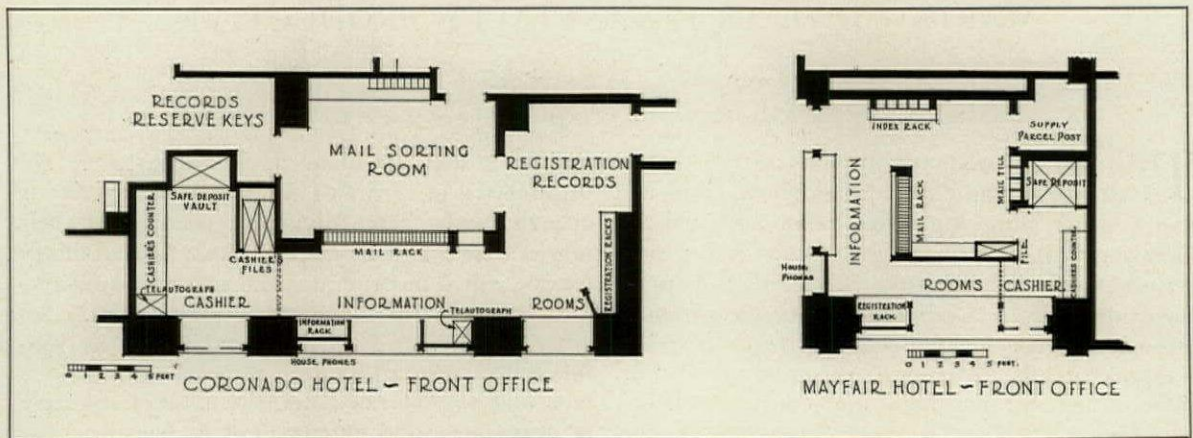 RECORDS
RESERVE KEYS
MAIL SORTING
ROOM
REGISTRATION
RECORDS
SAFE DEPOSIT
VAULT
CASHIER'S COUNTER
CASHIER'S
FILES
MAIL RACK
REGISTRATION RACKS
TELAUTOGRAPH
CASHIER
INFORMATION
ROOMS
TELAUTOGRAPH
INFORMATION
RACK
HOUSE PHONES
0 1 2 3 4 5 FEET
CORONADO HOTEL ~ FRONT OFFICE
INDEX RACK
SUPPLY
PARCEL POST
INFORMATION
MAIL RACK
MAIL TILL
SAFE DEPOSIT
FILE
CASHIERS COUNTER
HOUSE
PHONES
ROOMS
CASHIER
REGISTRATION
RACK
0 1 2 3 4 5 FEET
MAYFAIR HOTEL ~ FRONT OFFICE